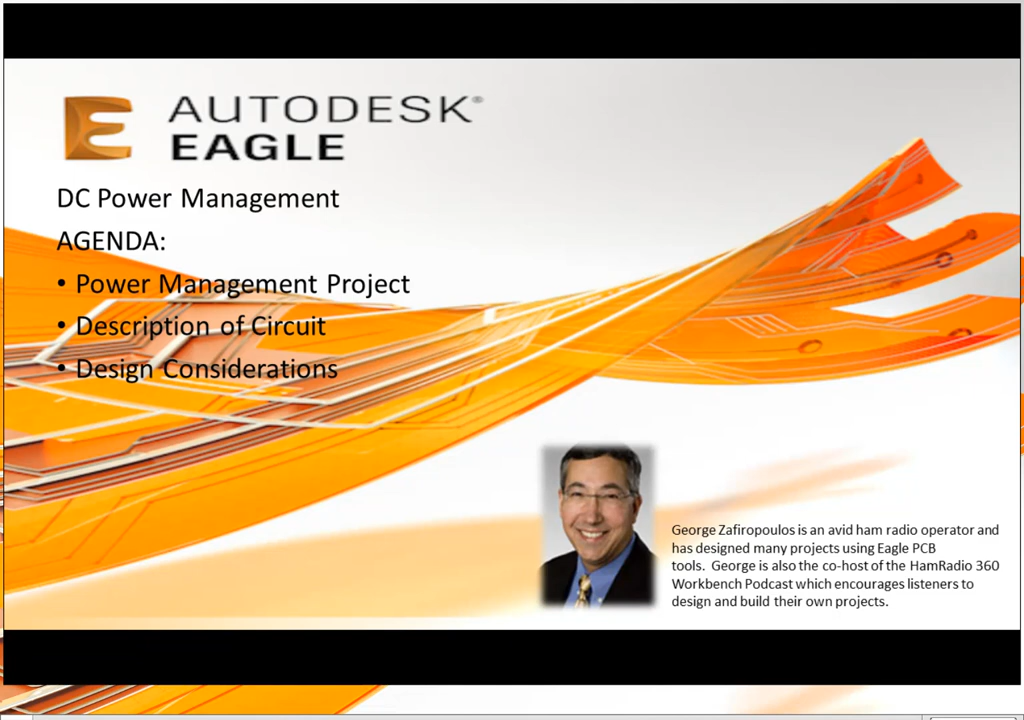 AUTODESK®
EAGLE
DC Power Management
AGENDA:
• Power Management Project
• Description of Circuit
• Design Considerations
George Zafiropoulos is an avid ham radio operator and
has designed many projects using Eagle PCB
tools.  George is also the co-host of the HamRadio 360
Workbench Podcast which encourages listeners to
design and build their own projects.